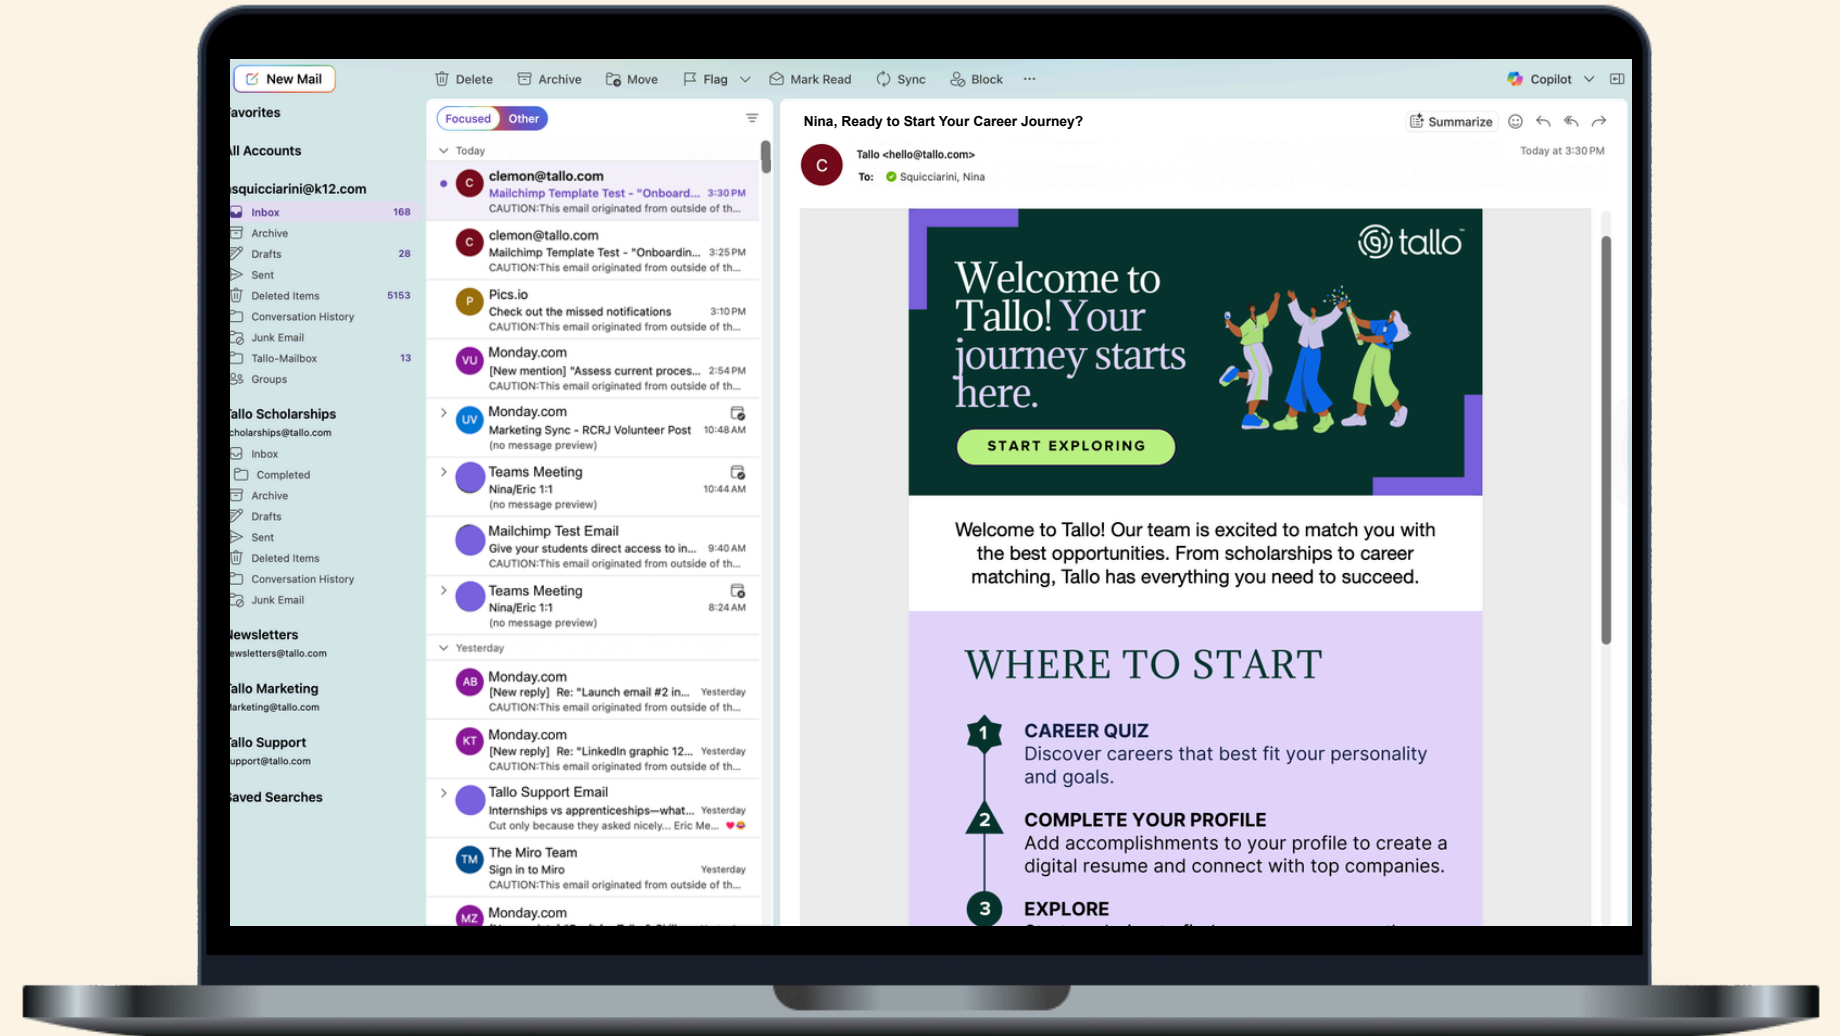 New Mail
Delete
Archive
Move
Flag
Mark Read
Sync
Block
Copilot
avorites
ll Accounts
squicciarini@k12.com
Inbox 168
Archive
Drafts 28
Sent
Deleted Items 5153
Conversation History
Junk Email
Tallo-Mailbox 13
Groups
allo Scholarships
cholarships@tallo.com
Inbox
Completed
Archive
Drafts
Sent
Deleted Items
Conversation History
Junk Email
ewsletters
ewsletters@tallo.com
allo Marketing
arketing@tallo.com
allo Support
upport@tallo.com
aved Searches
Focused Other
Today
C
clemon@tallo.com
Mailchimp Template Test - "Onboard... 3:30 PM
CAUTION:This email originated from outside of th...
C
clemon@tallo.com
Mailchimp Template Test - "Onboardin... 3:25 PM
CAUTION:This email originated from outside of th...
P
Pics.io
Check out the missed notifications 3:10 PM
CAUTION:This email originated from outside of th...
VU
Monday.com
[New mention] "Assess current proces... 2:54 PM
CAUTION:This email originated from outside of th...
UV
Monday.com
Marketing Sync - RCRJ Volunteer Post 10:48 AM
(no message preview)
Teams Meeting
Nina/Eric 1:1 10:44 AM
(no message preview)
Mailchimp Test Email
Give your students direct access to in... 9:40 AM
CAUTION:This email originated from outside of th...
Teams Meeting
Nina/Eric 1:1 8:24 AM
(no message preview)
Yesterday
AB
Monday.com
[New reply] Re: "Launch email #2 in... Yesterday
CAUTION:This email originated from outside of th...
KT
Monday.com
[New reply] Re: "LinkedIn graphic 12... Yesterday
CAUTION:This email originated from outside of th...
Tallo Support Email
Internships vs apprenticeships—what... Yesterday
Cut only because they asked nicely... Eric Me...
TM
The Miro Team
Sign in to Miro Yesterday
CAUTION:This email originated from outside of th...
MZ
Monday.com
Nina, Ready to Start Your Career Journey?
Summarize
C
Tallo <hello@tallo.com>
Today at 3:30 PM
To: Squicciarini, Nina
tallo™
Welcome to
Tallo! Your
journey starts
here.
START EXPLORING
Welcome to Tallo! Our team is excited to match you with
the best opportunities. From scholarships to career
matching, Tallo has everything you need to succeed.
WHERE TO START
1
CAREER QUIZ
Discover careers that best fit your personality
and goals.
2
COMPLETE YOUR PROFILE
Add accomplishments to your profile to create a
digital resume and connect with top companies.
3
EXPLORE